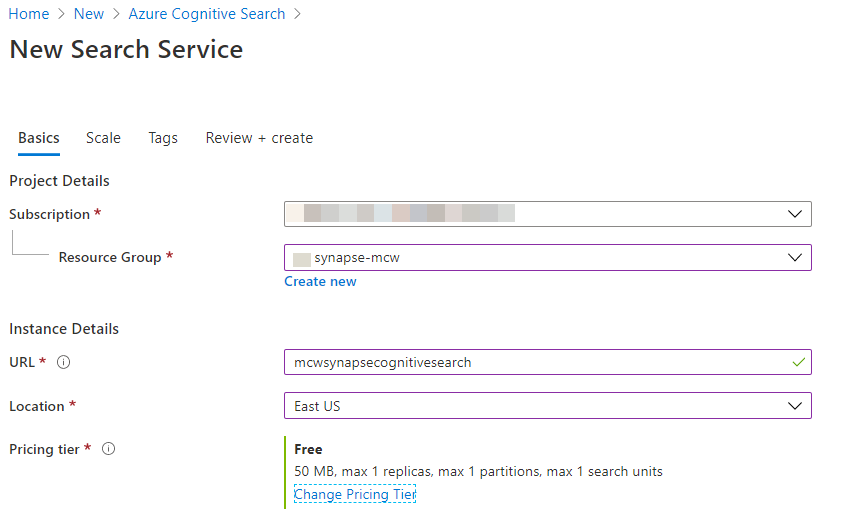 Home > New > Azure Cognitive Search >
New Search Service
Basics Scale Tags Review + create
Project Details
Subscription *
Resource Group * synapse-mcw
Create new
Instance Details
URL * mcwsynapsecognitivesearch
Location * East US
Pricing tier * Free
50 MB, max 1 replicas, max 1 partitions, max 1 search units
Change Pricing Tier